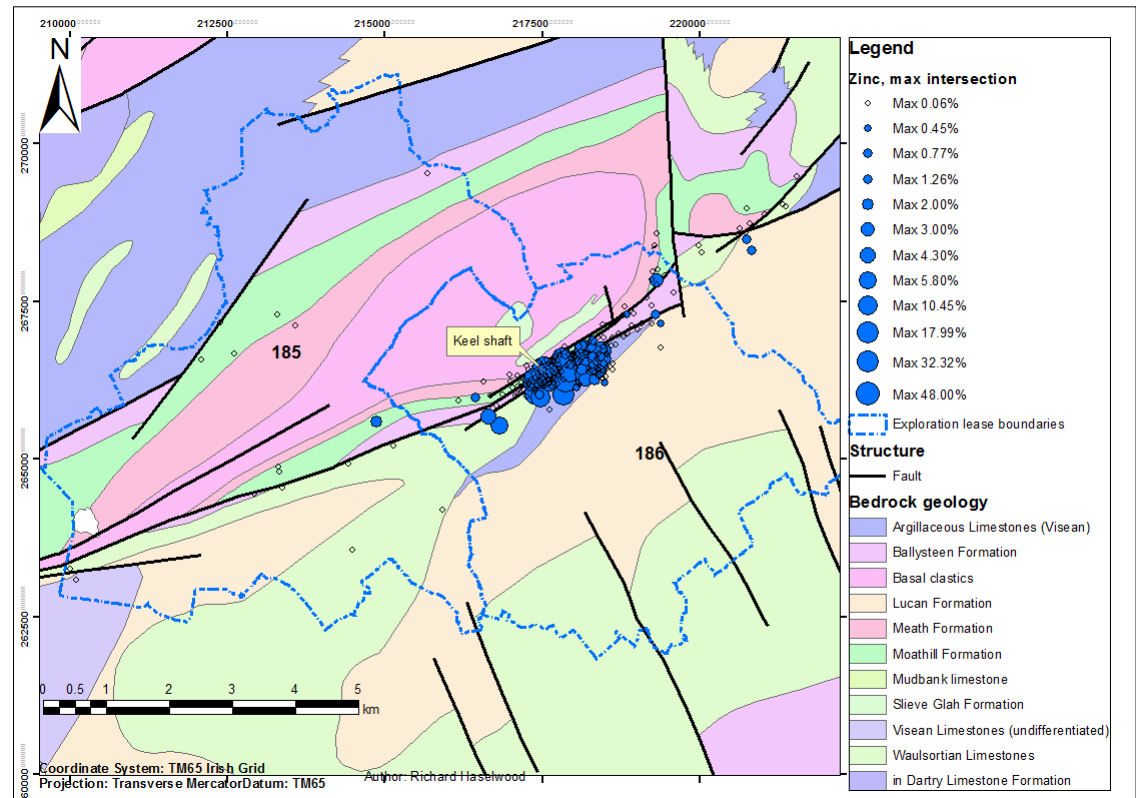 210000
212500
215000
217500
220000
N
270000
267500
265000
262500
Keel shaft
185
186
0 0.5 1 2 3 4 5
km
Coordinate System: TM65 Irish Grid
Projection: Transverse MercatorDatum: TM65
Author: Richard Haselwood
Legend
Zinc, max intersection
Max 0.06%
Max 0.45%
Max 0.77%
Max 1.26%
Max 2.00%
Max 3.00%
Max 4.30%
Max 5.80%
Max 10.45%
Max 17.99%
Max 32.32%
Max 48.00%
Exploration lease boundaries
Structure
Fault
Bedrock geology
Argillaceous Limestones (Visean)
Ballysteen Formation
Basal clastics
Lucan Formation
Meath Formation
Moathill Formation
Mudbank limestone
Slieve Glah Formation
Visean Limestones (undifferentiated)
Waulsortian Limestones
in Dartry Limestone Formation